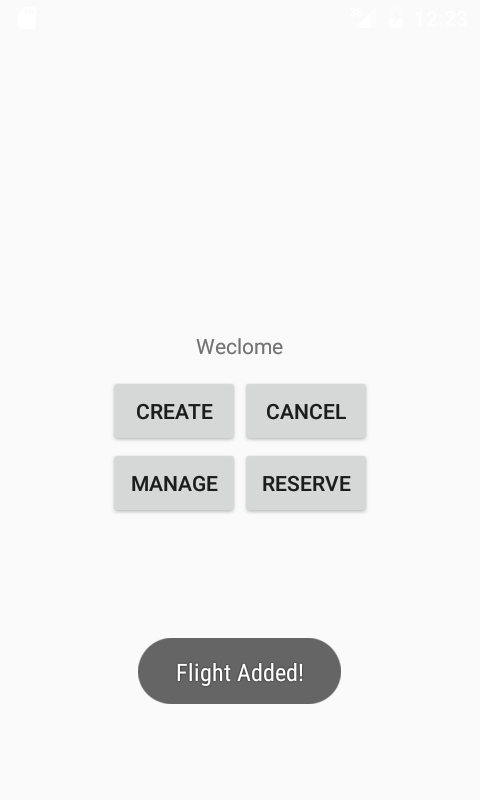 12:23
Weclome
CREATE CANCEL
MANAGE RESERVE
Flight Added!